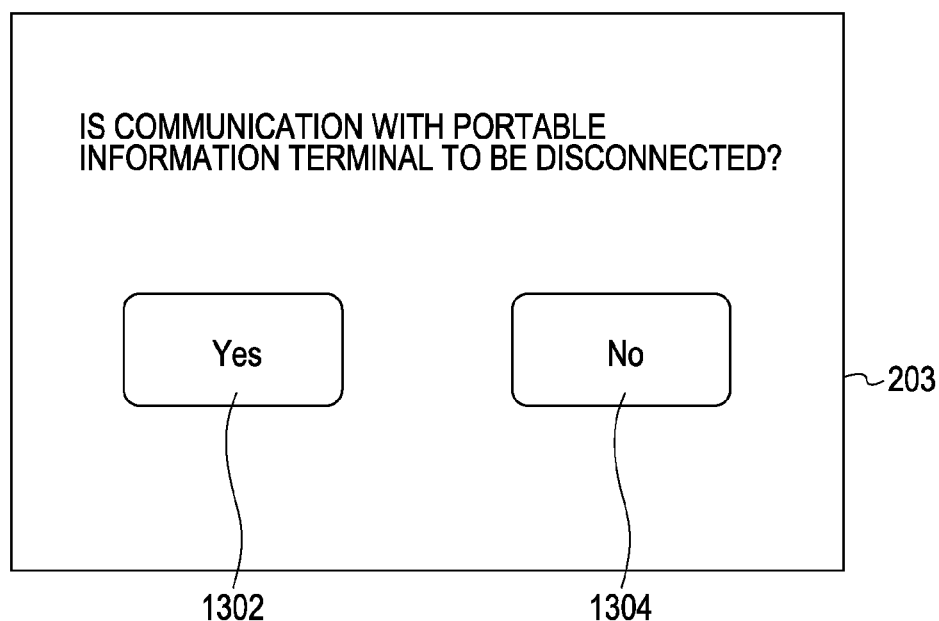 IS COMMUNICATION WITH PORTABLE
INFORMATION TERMINAL TO BE DISCONNECTED?
Yes
No
203
1302
1304